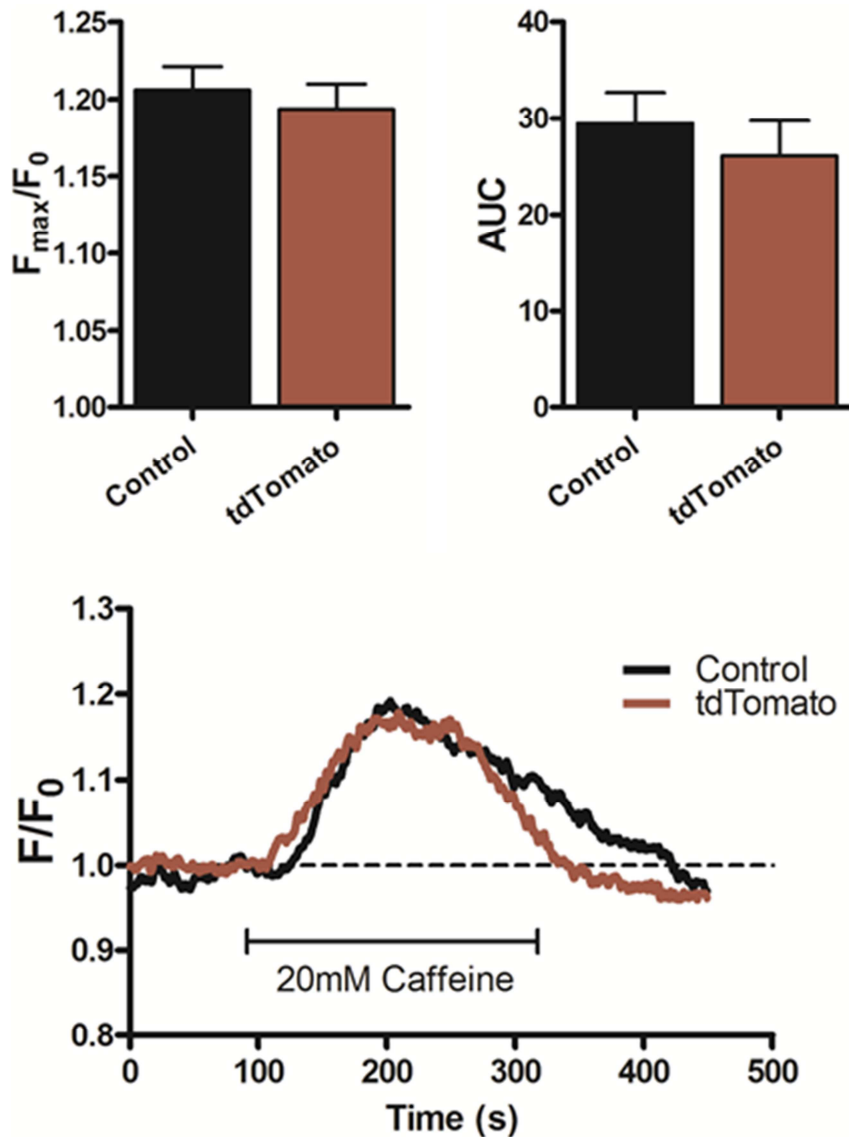 1.25
1.20
1.15
1.10
1.05
1.00
Fmax/F0
Control
tdTomato
40
30
20
10
0
AUC
Control
tdTomato
1.3
1.2
1.1
1.0
0.9
0.8
F/F0
Control
tdTomato
20mM Caffeine
0 100 200 300 400 500
Time (s)